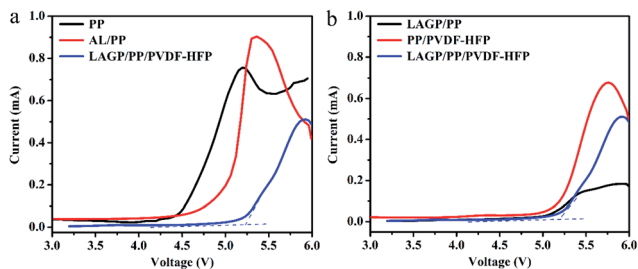 a
PP
AL/PP
LAGP/PP/PVDF-HFP
Current (mA)
1.0
0.8
0.6
0.4
0.2
0.0
3.0 3.5 4.0 4.5 5.0 5.5 6.0
Voltage (V)
b
LAGP/PP
PP/PVDF-HFP
LAGP/PP/PVDF-HFP
Current (mA)
1.0
0.8
0.6
0.4
0.2
0.0
3.0 3.5 4.0 4.5 5.0 5.5 6.0
Voltage (V)